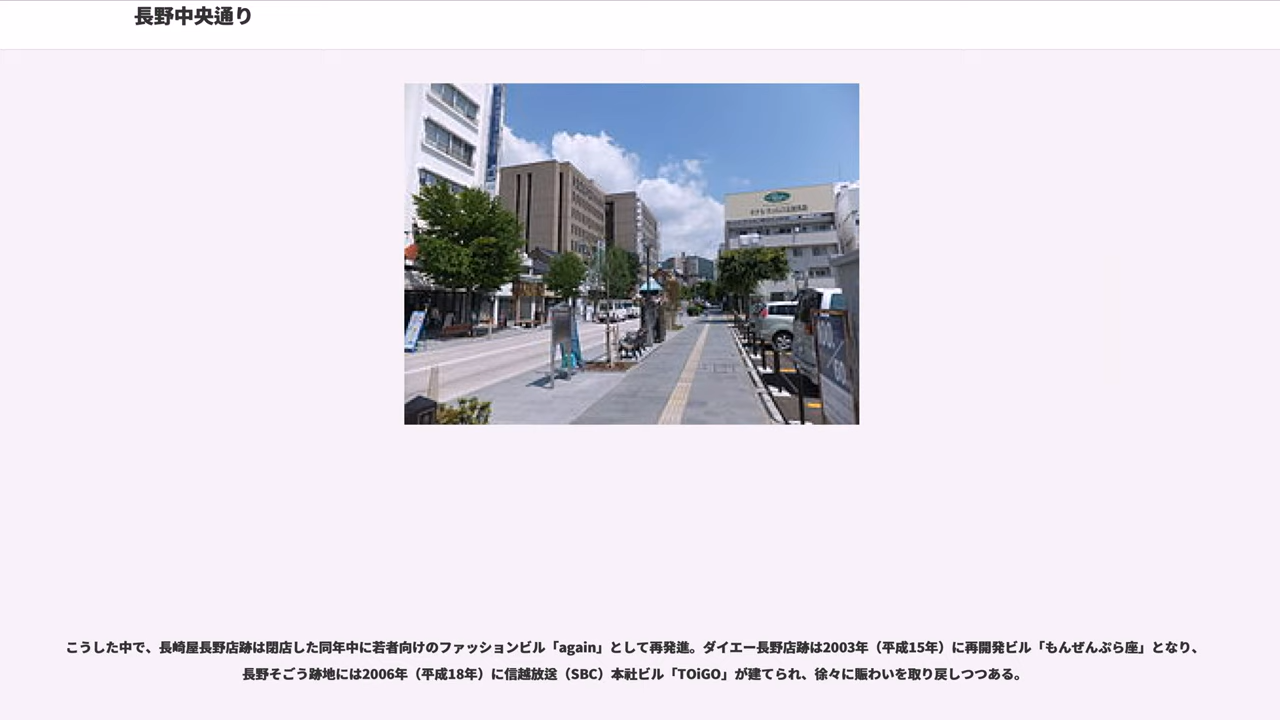 長野中央通り
こうした中で、長崎屋長野店跡は閉店した同年中に若者向けのファッションビル「again」として再発進。ダイエー長野店跡は2003年（平成15年）に再開発ビル「もんぜんぷら座」となり、
長野そごう跡地には2006年（平成18年）に信越放送（SBC）本社ビル「TOiGO」が建てられ、徐々に賑わいを取り戻しつつある。